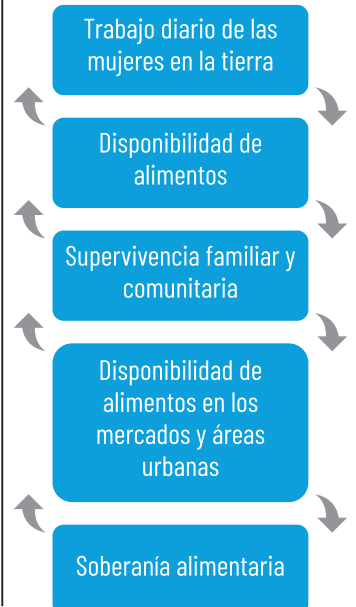 Trabajo diario de las
mujeres en la tierra
Disponibilidad de
alimentos
Supervivencia familiar y
comunitaria
Disponibilidad de
alimentos en los
mercados y áreas
urbanas
Soberanía alimentaria